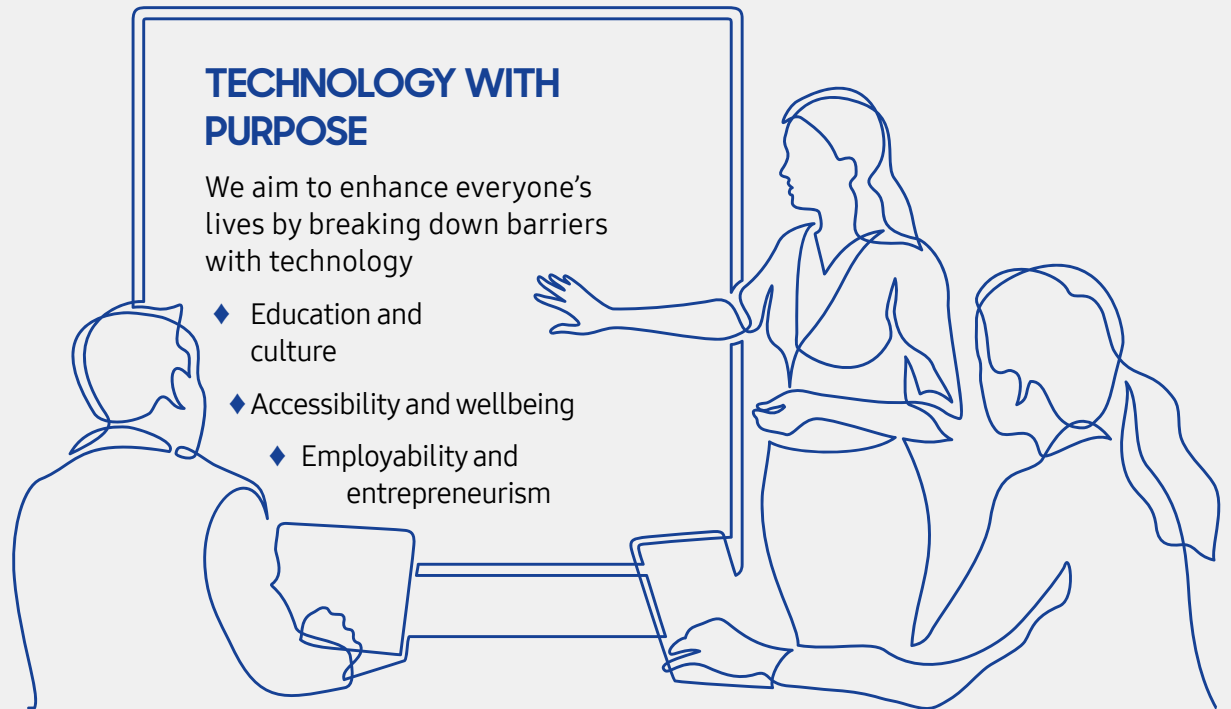 TECHNOLOGY WITH
PURPOSE
We aim to enhance everyone’s
lives by breaking down barriers
with technology
♦ Education and
culture
♦ Accessibility and wellbeing
♦ Employability and
entrepreneurism